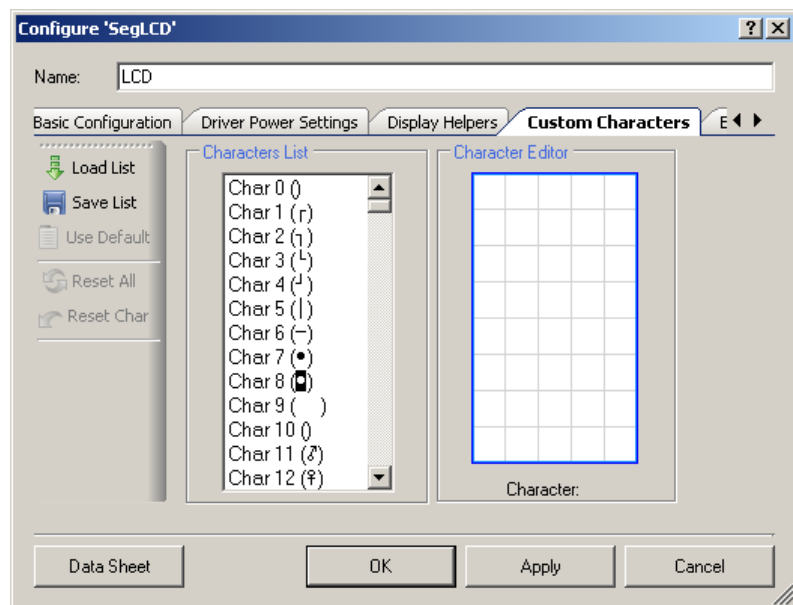 Configure 'SegLCD'
Name: LCD
Basic Configuration Driver Power Settings Display Helpers Custom Characters
Load List
Save List
Use Default
Reset All
Reset Char
Characters List
Char 0 ()
Char 1 (┌)
Char 2 (┐)
Char 3 (└)
Char 4 (┘)
Char 5 (│)
Char 6 (─)
Char 7 (•)
Char 8 (◘)
Char 9 ( )
Char 10 ()
Char 11 (♂)
Char 12 (♀)
Character Editor
Character:
Data Sheet OK Apply Cancel